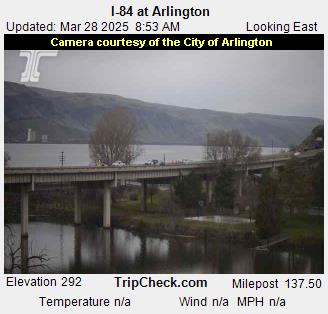 I-84 at Arlington
Updated: Mar 28 2025 8:53 AM Looking East
Camera courtesy of the City of Arlington
Elevation 292 TripCheck.com Milepost 137.50
Temperature n/a Wind n/a MPH n/a